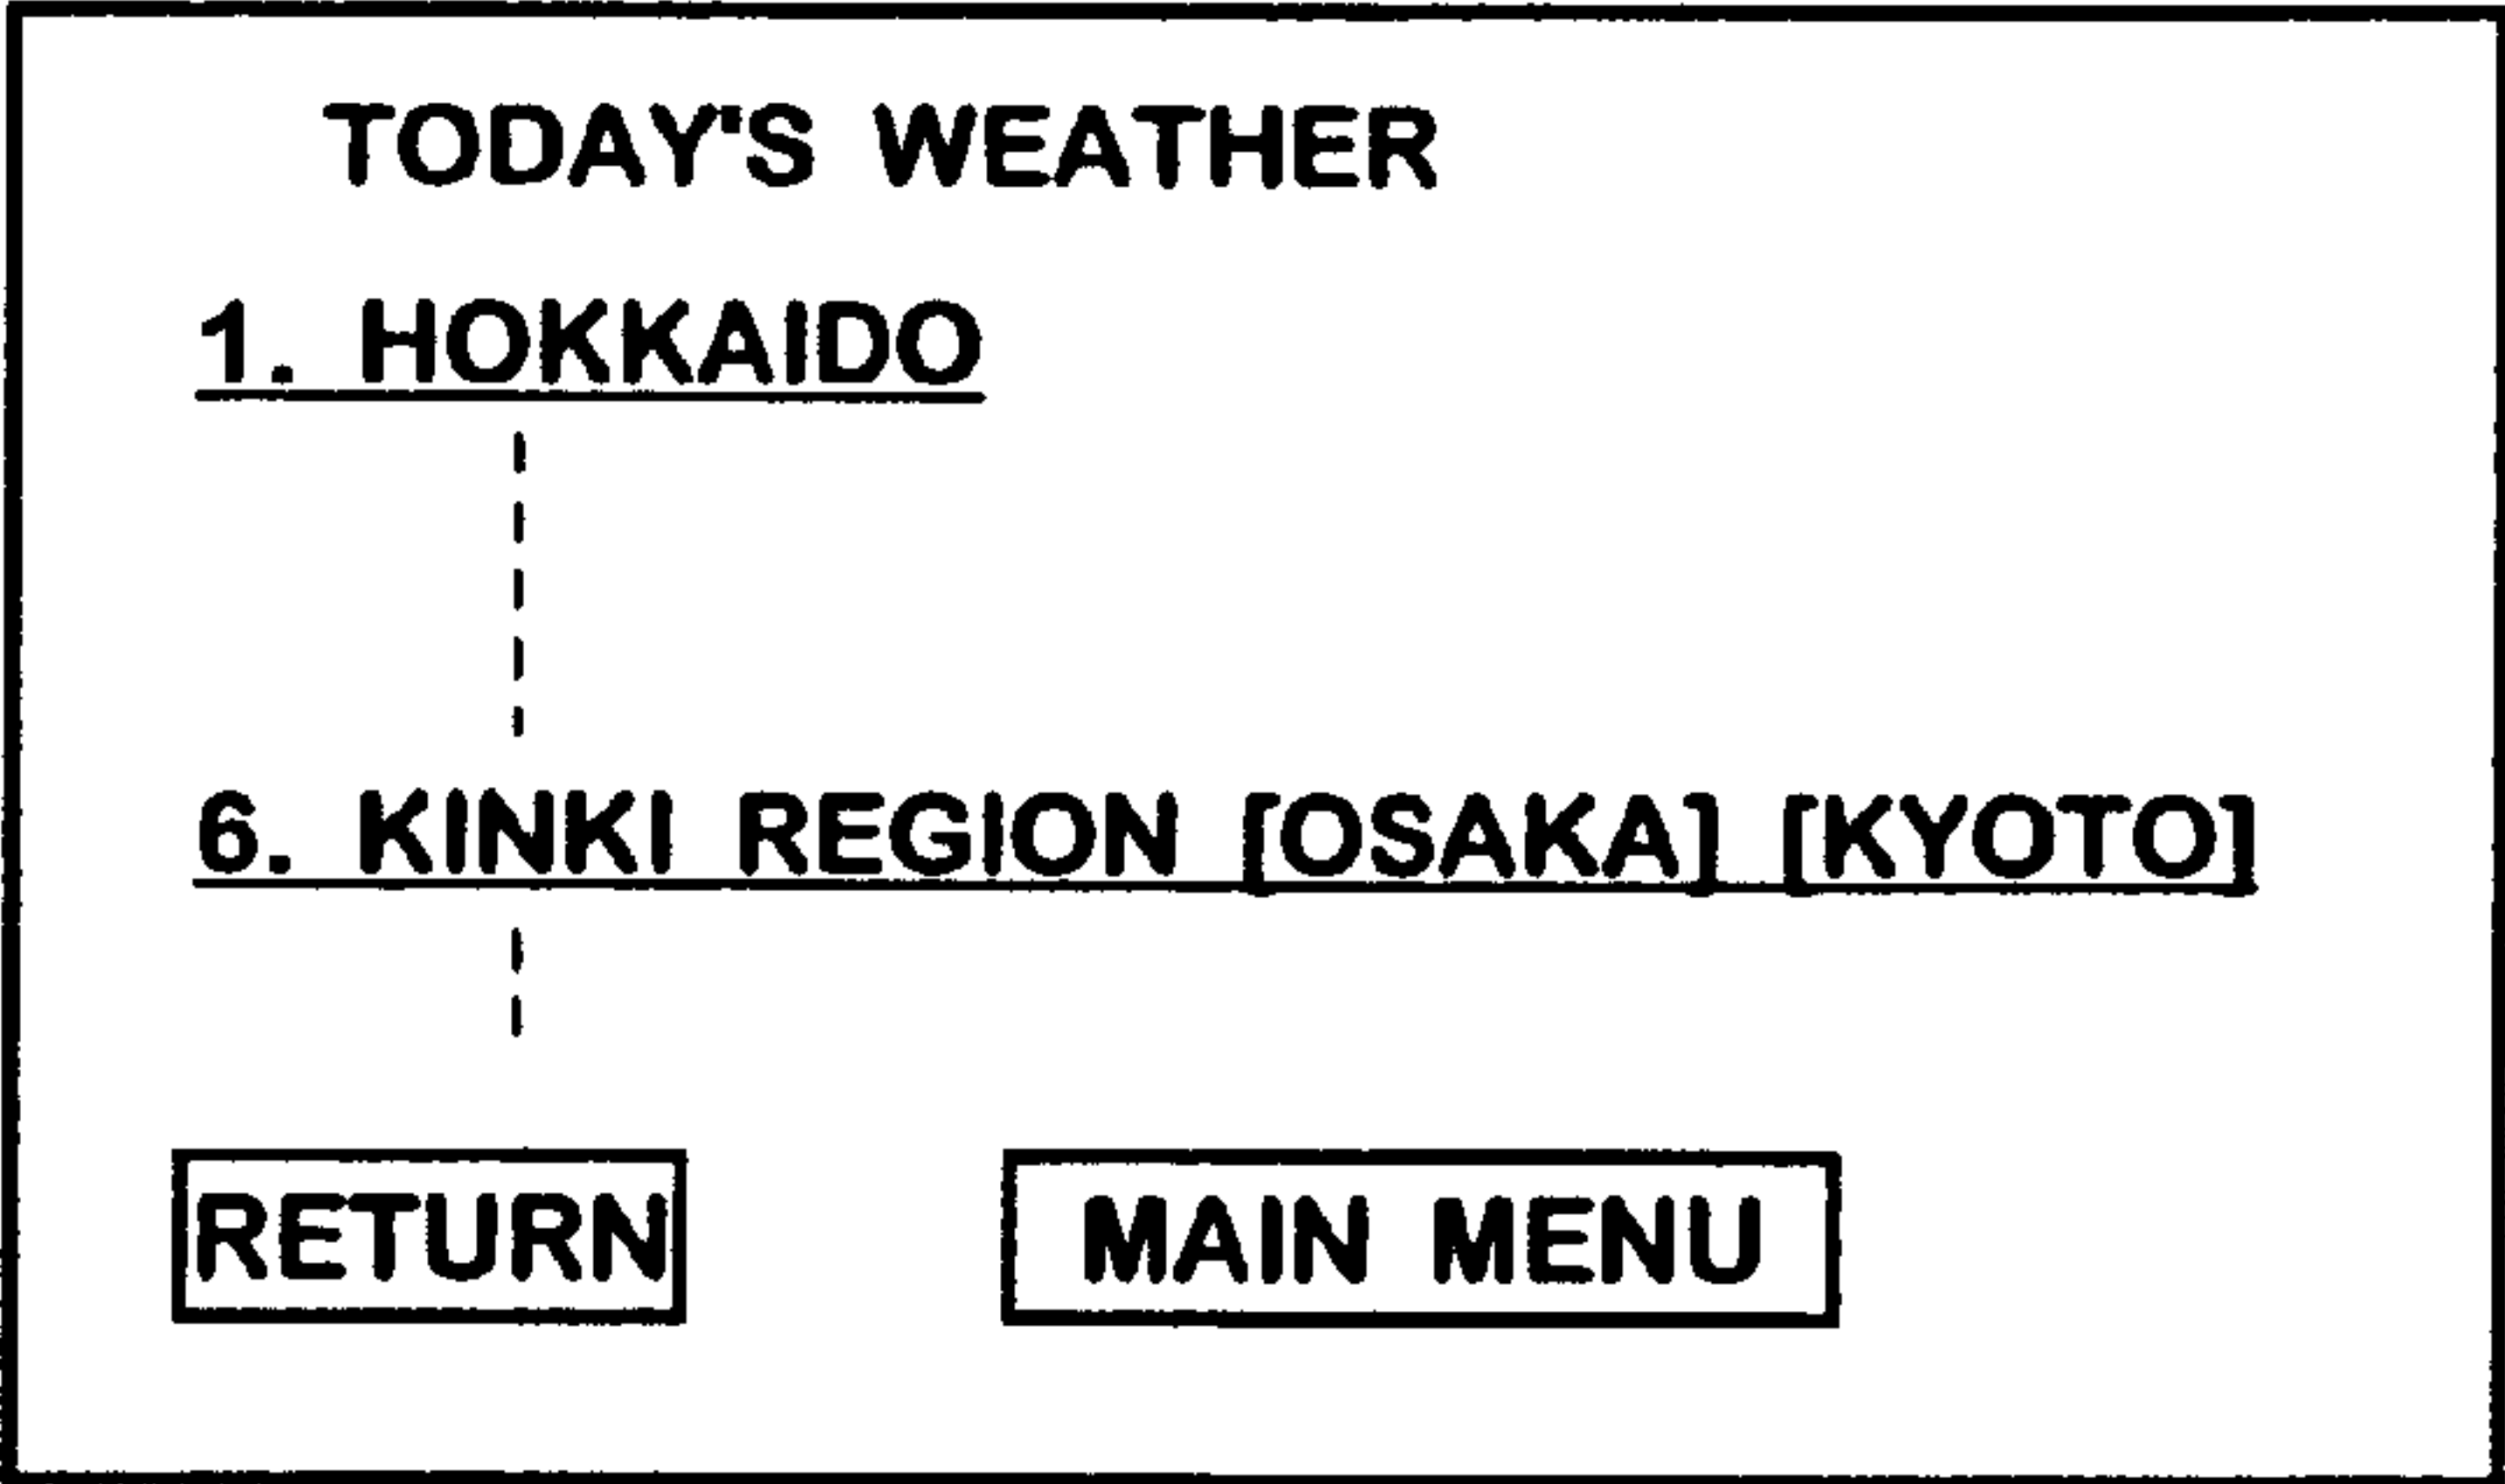 TODAY'S WEATHER
1. HOKKAIDO
6. KINKI REGION [OSAKA] [KYOTO]
RETURN MAIN MENU